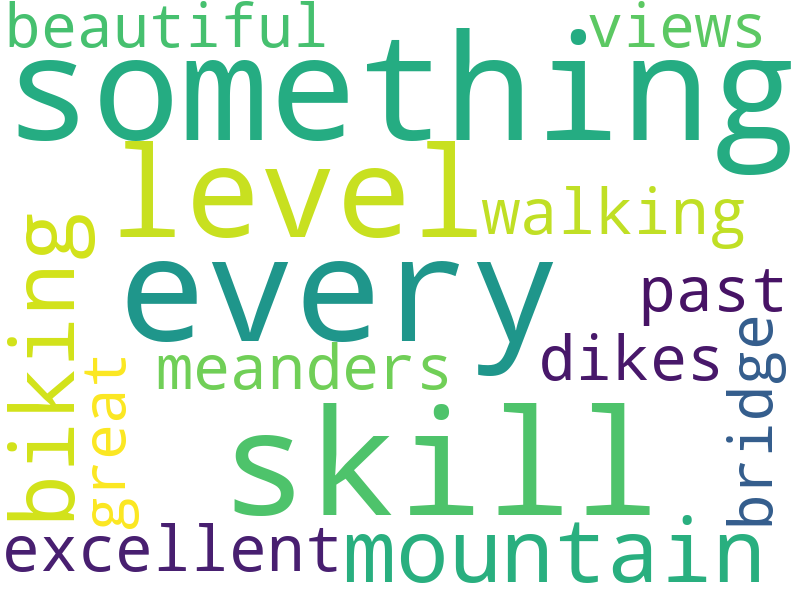 beautiful
views
something
level
walking
biking
every
past
meanders
dikes
bridge
great
skill
excellent
mountain